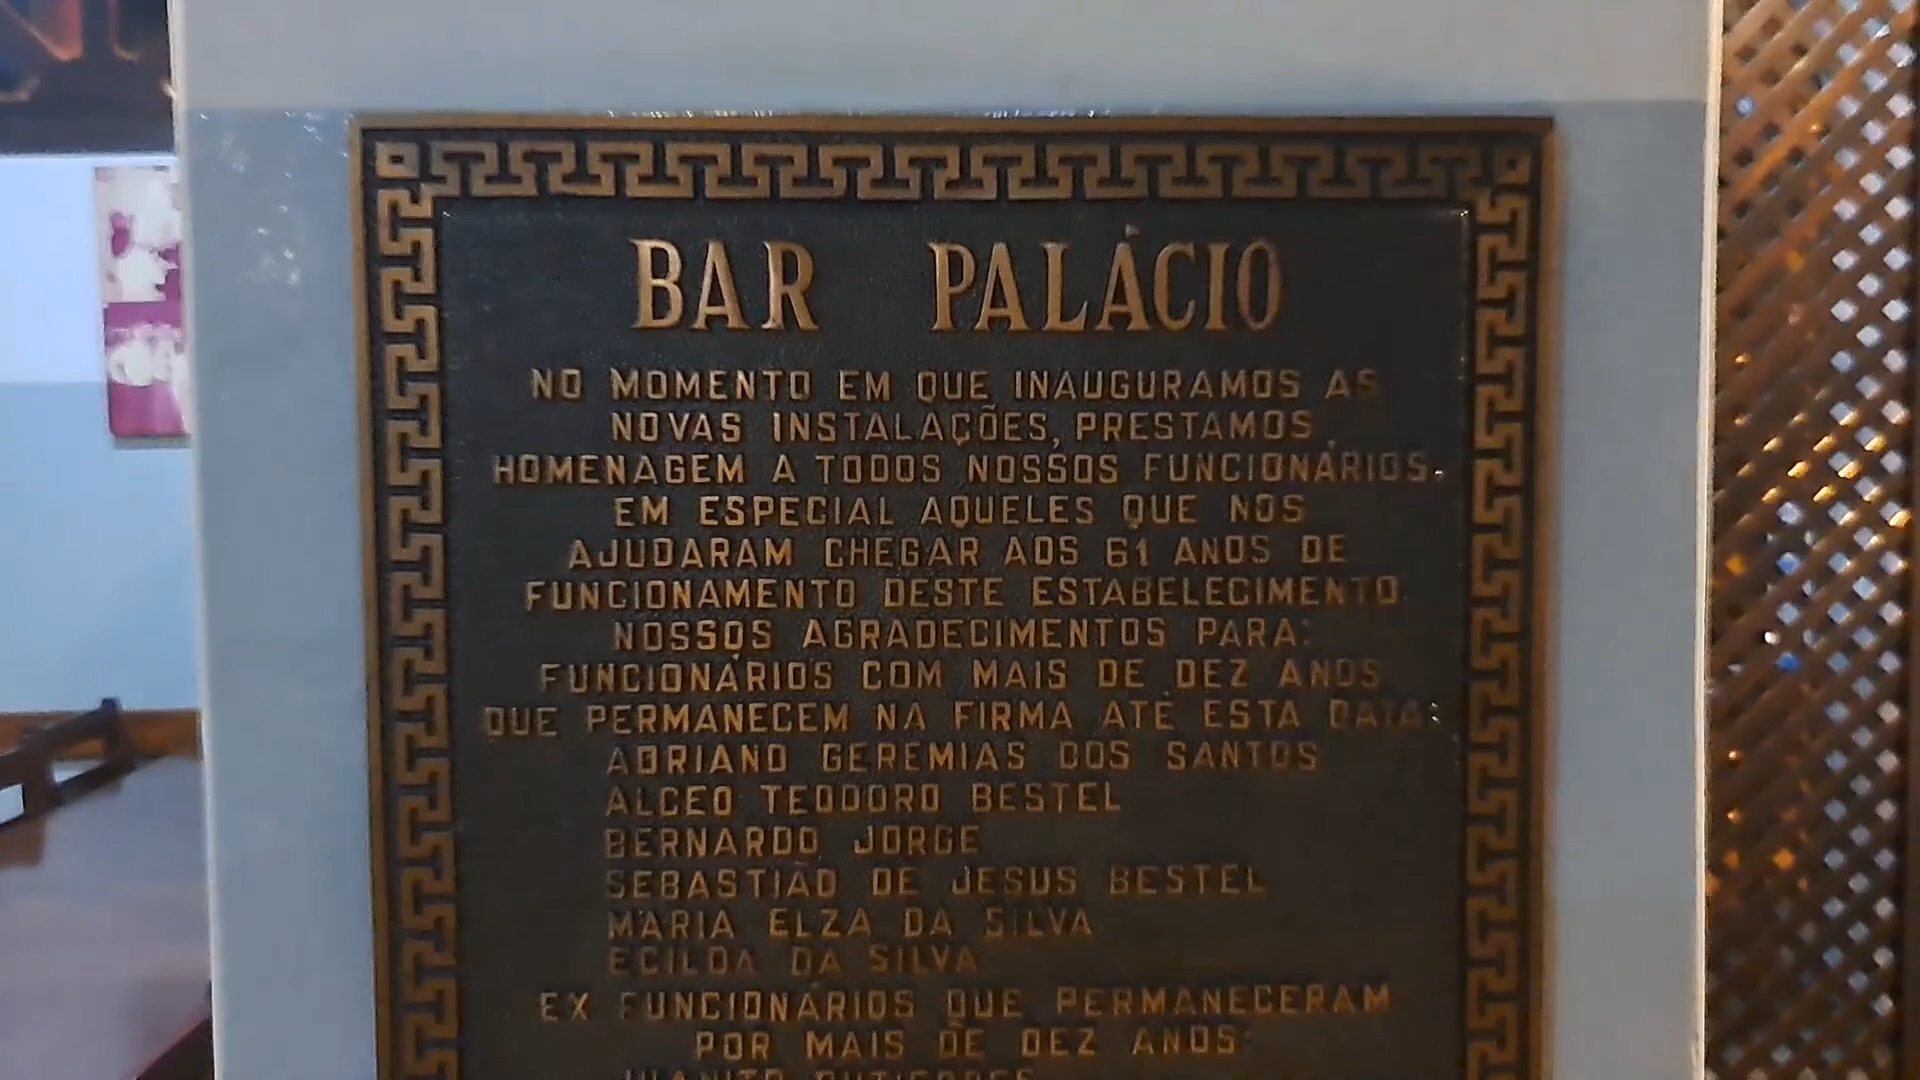 BAR PALÁCIO
NO MOMENTO EM QUE INAUGURAMOS AS
NOVAS INSTALAÇÕES, PRESTAMOS
HOMENAGEM A TODOS NOSSOS FUNCIONÁRIOS.
EM ESPECIAL AQUELES QUE NOS
AJUDARAM CHEGAR AOS 61 ANOS DE
FUNCIONAMENTO DESTE ESTABELECIMENTO
NOSSOS AGRADECIMENTOS PARA:
FUNCIONÁRIOS COM MAIS DE DEZ ANOS
QUE PERMANECEM NA FIRMA ATÉ ESTA DATA:
ADRIANO GEREMIAS DOS SANTOS
ALCEO TEODORO BESTEL
BERNARDO JORGE
SEBASTIÃO DE JESUS BESTEL
MARIA ELZA DA SILVA
ECILDA DA SILVA
EX FUNCIONÁRIOS QUE PERMANECERAM
POR MAIS DE DEZ ANOS: